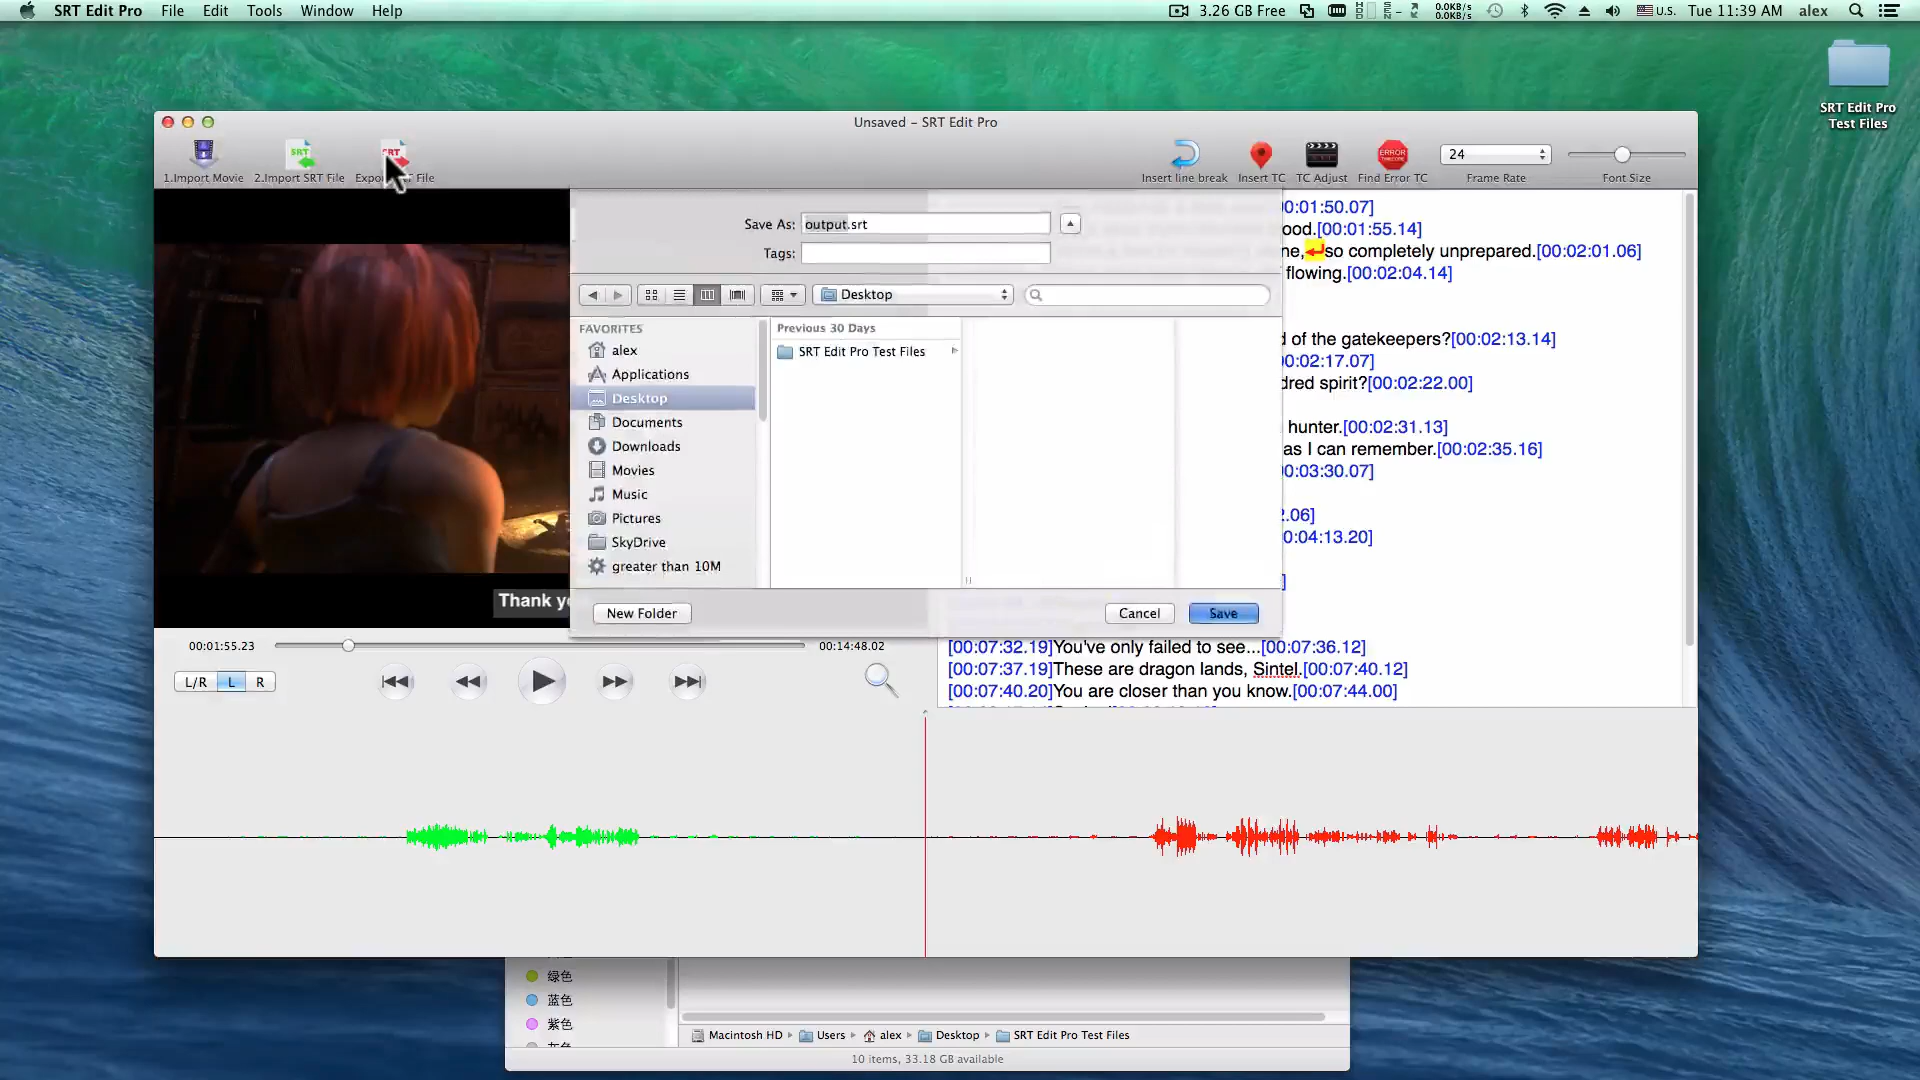 SRT Edit Pro File Edit Tools Window Help 3.26 GB Free 0.0KB/s 0.0KB/s U.S. Tue 11:39 AM alex
SRT Edit Pro
Test Files
Unsaved – SRT Edit Pro
1.Import Movie 2.Import SRT File File Insert line break Insert TC TC Adjust Find Error TC 24 Frame Rate Font Size
Save As: output.srt
Tags:
Desktop
FAVORITES
alex
Applications
Desktop
Documents
Downloads
Movies
Music
Pictures
SkyDrive
greater than 10M
Previous 30 Days
SRT Edit Pro Test Files
New Folder Cancel Save
0:01:50.07]
ood.[00:01:55.14]
ne, so completely unprepared.[00:02:01.06]
flowing.[00:02:04.14]
d of the gatekeepers?[00:02:13.14]
00:02:17.07]
dred spirit?[00:02:22.00]
hunter.[00:02:31.13]
as I can remember.[00:02:35.16]
00:03:30.07]
2.06]
0:04:13.20]
]
[00:07:32.19]You've only failed to see...[00:07:36.12]
[00:07:37.19]These are dragon lands, Sintel.[00:07:40.12]
[00:07:40.20]You are closer than you know.[00:07:44.00]
Thank y
00:01:55.23 00:14:48.02
L/R L R
绿色
蓝色
紫色
Macintosh HD Users alex Desktop SRT Edit Pro Test Files
10 items, 33.18 GB available